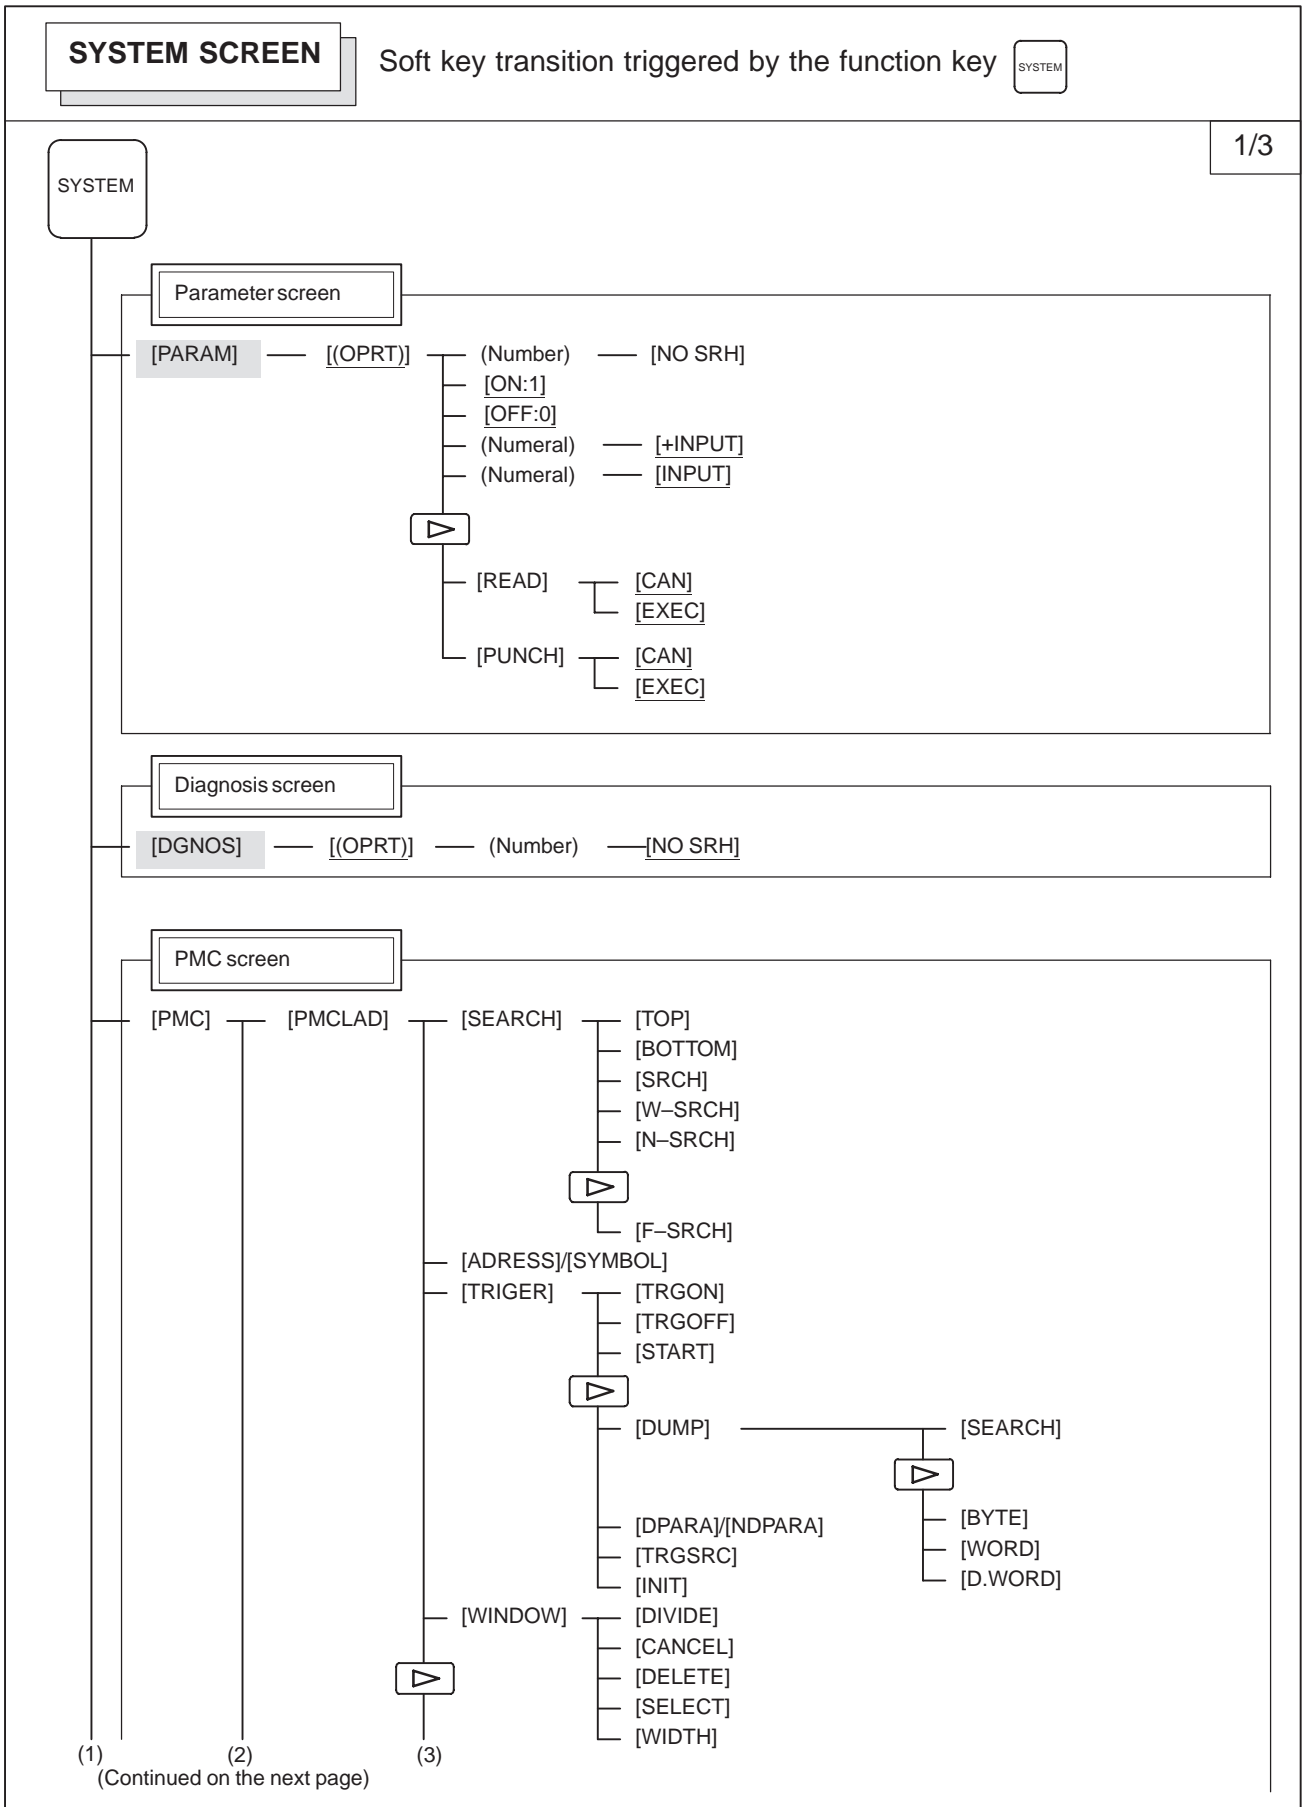 SYSTEM SCREEN Soft key transition triggered by the function key SYSTEM
1/3
SYSTEM
Parameter screen
[PARAM] [(OPRT)] (Number) [NO SRH]
[ON:1]
[OFF:0]
(Numeral) [+INPUT]
(Numeral) [INPUT]
[READ] [CAN]
[EXEC]
[PUNCH] [CAN]
[EXEC]
Diagnosis screen
[DGNOS] [(OPRT)] (Number) [NO SRH]
PMC screen
[PMC] [PMCLAD] [SEARCH] [TOP]
[BOTTOM]
[SRCH]
[W–SRCH]
[N–SRCH]
[F–SRCH]
[ADRESS]/[SYMBOL]
[TRIGER] [TRGON]
[TRGOFF]
[START]
[DUMP] [SEARCH]
[BYTE]
[DPARA]/[NDPARA]
[WORD]
[TRGSRC]
[D.WORD]
[INIT]
[WINDOW] [DIVIDE]
[CANCEL]
[DELETE]
[SELECT]
[WIDTH]
(1) (2) (3)
(Continued on the next page)